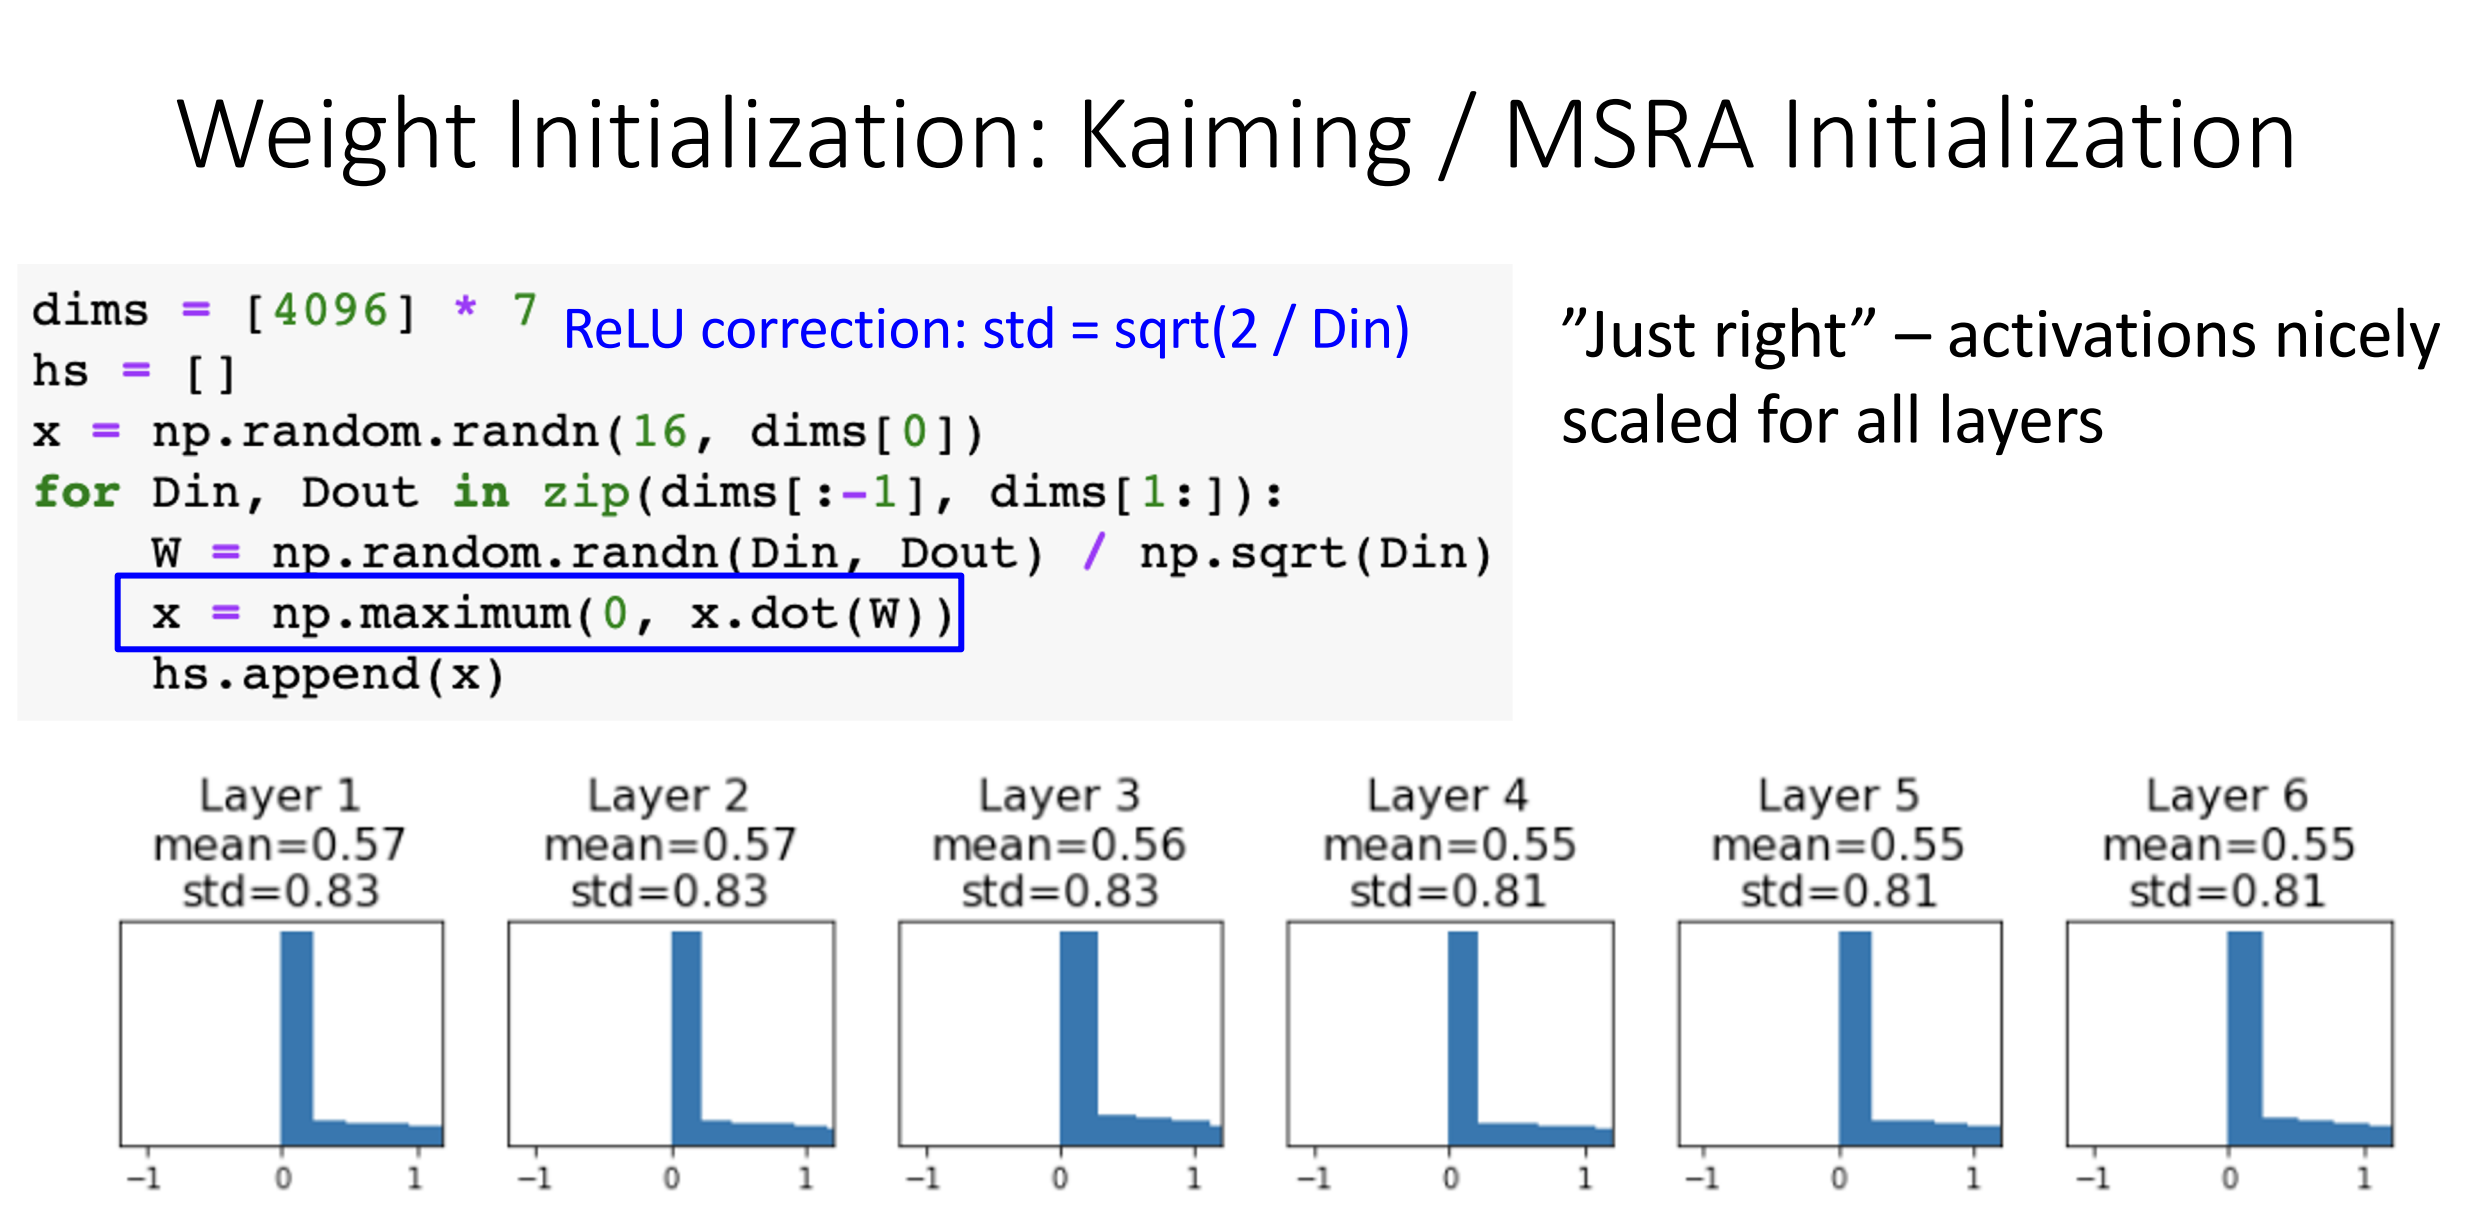 Weight Initialization: Kaiming / MSRA Initialization
dims = [4096] * 7
ReLU correction: std = sqrt(2 / Din)
hs = []
x = np.random.randn(16, dims[0])
for Din, Dout in zip(dims[:-1], dims[1:]):
    W = np.random.randn(Din, Dout) / np.sqrt(Din)
    x = np.maximum(0, x.dot(W))
    hs.append(x)
”Just right” – activations nicely
scaled for all layers
Layer 1
mean=0.57
std=0.83
−1 0 1
Layer 2
mean=0.57
std=0.83
−1 0 1
Layer 3
mean=0.56
std=0.83
−1 0 1
Layer 4
mean=0.55
std=0.81
−1 0 1
Layer 5
mean=0.55
std=0.81
−1 0 1
Layer 6
mean=0.55
std=0.81
−1 0 1